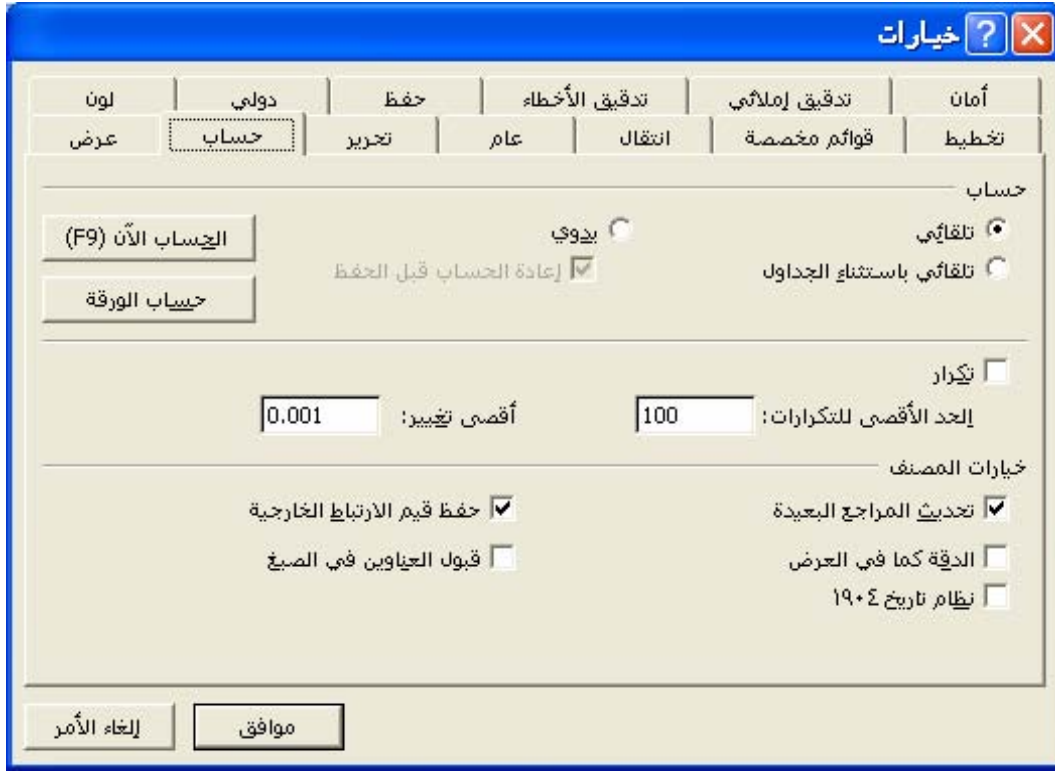 خيارات
أمان تدقيق إملائي تدقيق الأخطاء حفظ دولي لون
تخطيط قوائم مخصصة انتقال عام تحرير حساب عرض
حساب
تلقائي يدوي الحساب الآن (F9)
تلقائي باستثناء الجداول إعادة الحساب قبل الحفظ
حساب الورقة
تكرار
الحد الأقصى للتكرارات: 100 أقصى تغيير: 0.001
خيارات المصنف
تحديث المراجع البعيدة حفظ قيم الارتباط الخارجية
الدقة كما في العرض قبول العناوين في الصيغ
نظام تاريخ ١٩٠٤
موافق إلغاء الأمر